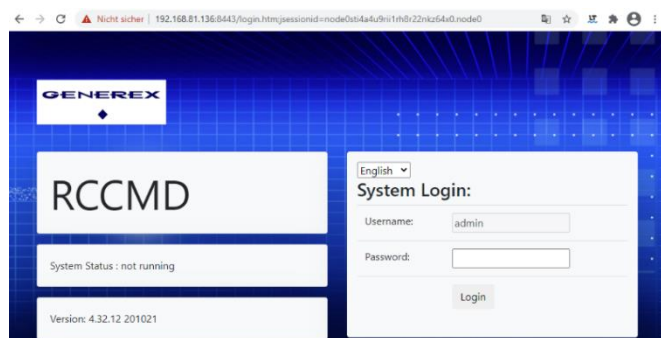 Nicht sicher | 192.168.81.136:8443/login.htm;jsessionid=node0sti4a4u9rii1rh8r22nkz64x0.node0
GENEREX
RCCMD
System Status : not running
Version: 4.32.12 201021
English
System Login:
Username: admin
Password:
Login